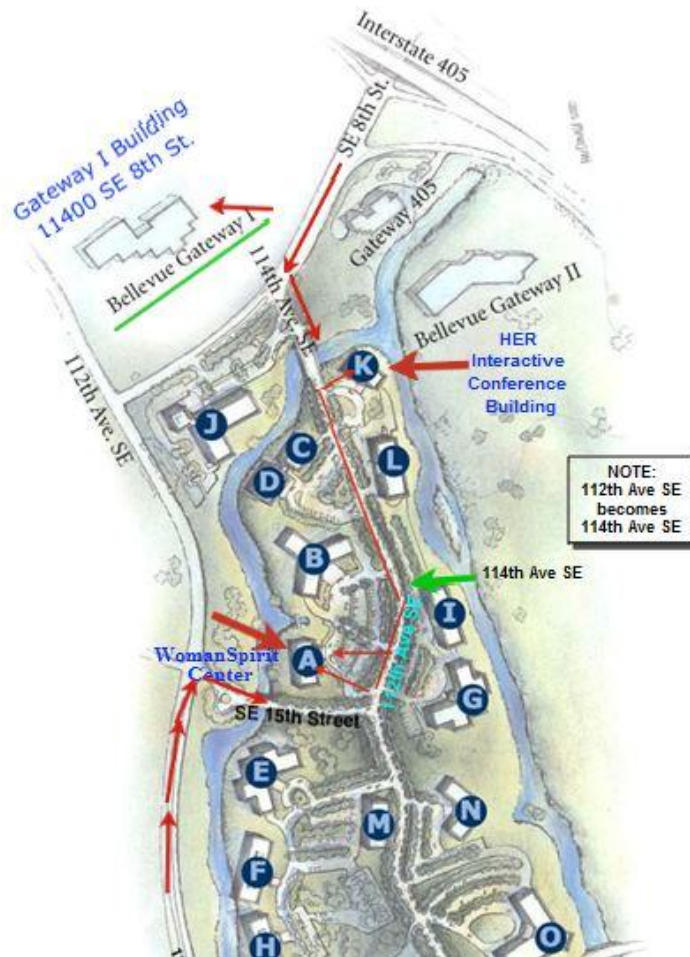 Interstate 405
SE 8th St.
Gateway I Building
11400 SE 8th St.
Gateway 405
Bellevue Gateway I
114th Ave. SE
Bellevue Gateway II
HER
Interactive
Conference
Building
K
112th Ave. SE
J
C
L
D
NOTE:
112th Ave SE
becomes
114th Ave SE
B
114th Ave SE
I
WomanSpirit
Center
A
112th Ave SE
G
SE 15th Street
E
N
M
F
O
H